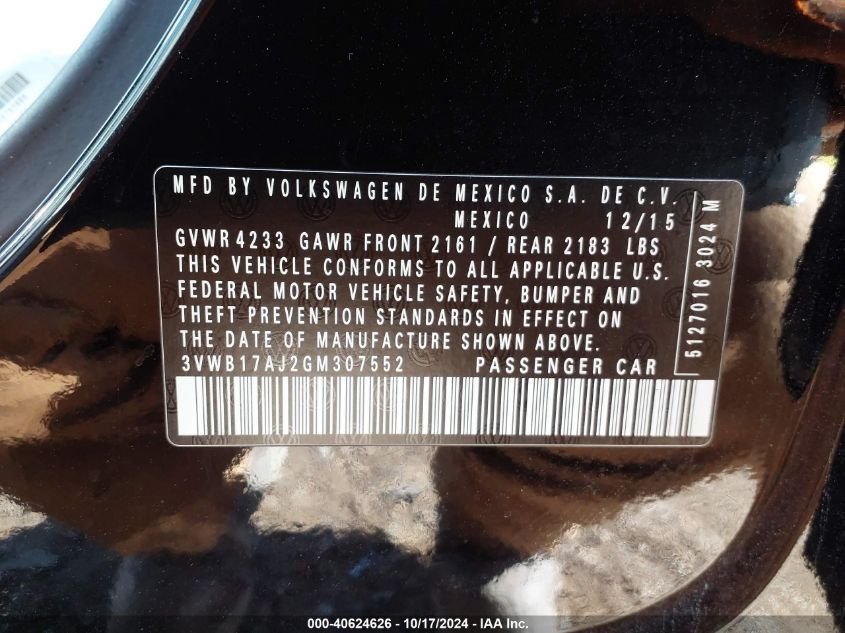 MFD BY VOLKSWAGEN DE MEXICO S.A. DE C.V.
MEXICO 12/15
GVWR 4233 GAWR FRONT 2161 / REAR 2183 LBS
THIS VEHICLE CONFORMS TO ALL APPLICABLE U.S.
FEDERAL MOTOR VEHICLE SAFETY, BUMPER AND
THEFT PREVENTION STANDARDS IN EFFECT ON
THE DATE OF MANUFACTURE SHOWN ABOVE.
3VWB17AJ2GM307552 PASSENGER CAR
5127016 3024 M
000-40624626 - 10/17/2024 - IAA Inc.